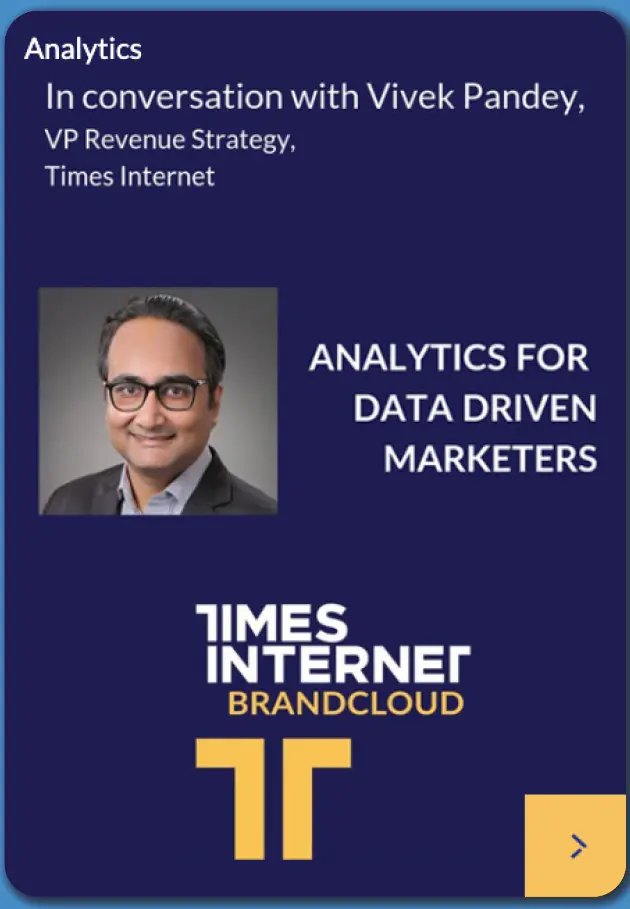 Analytics
In conversation with Vivek Pandey,
VP Revenue Strategy,
Times Internet
ANALYTICS FOR
DATA DRIVEN
MARKETERS
TIMES
INTERNET
BRANDCLOUD